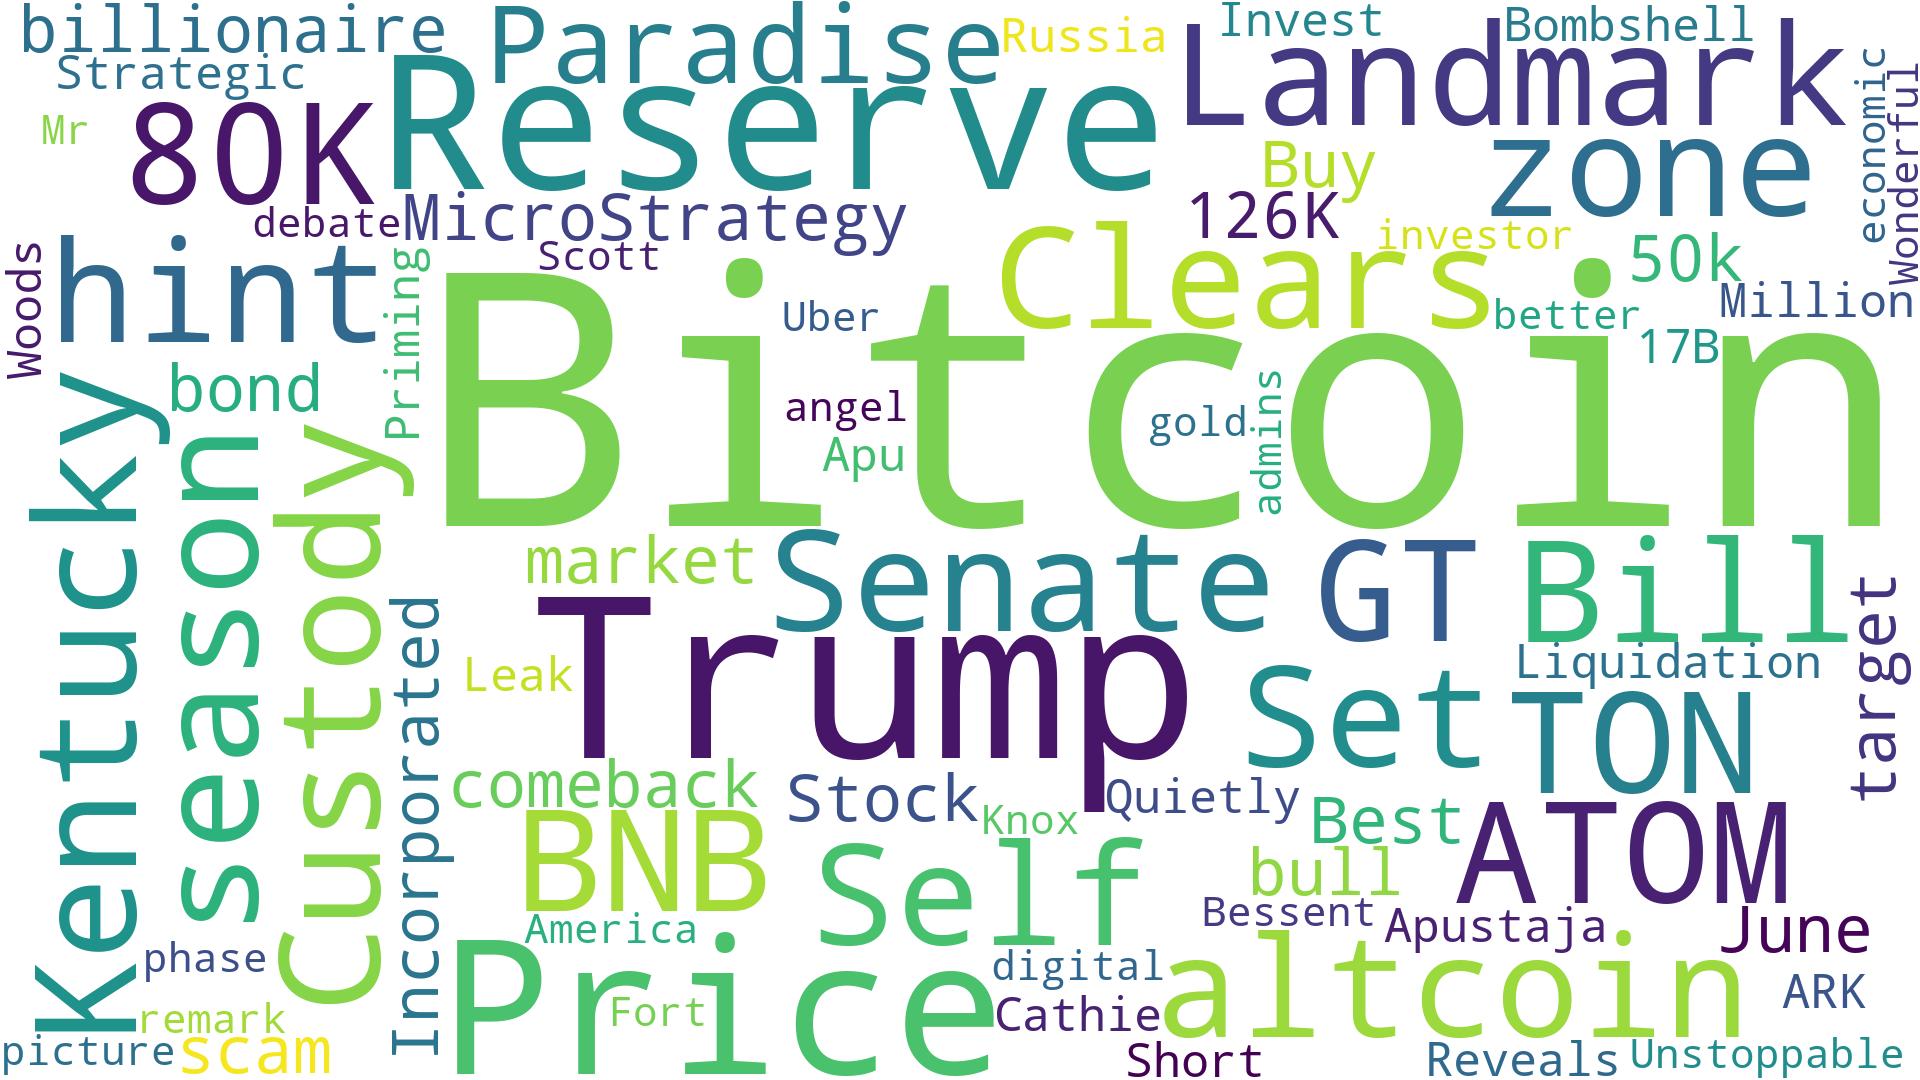 billionaire
Paradise
Russia
Invest
Bombshell
Landmark
Strategic
Reserve
economic
Wonderful
Mr
80K
Buy
zone
debate
MicroStrategy
126K
investor
Scott
Clears
50k
Woods
hint
Priming
Bitcoin
Uber
better
Million
17B
bond
angel
gold
admins
Apu
Kentucky
season
Custody
market
Senate
GT
Bill
target
Incorporated
Leak
Trump
Set
Liquidation
TON
comeback
Stock
Knox
Quietly
Best
ATOM
BNB
Self
bull
America
Bessent
Apustaja
June
phase
Price
digital
altcoin
ARK
remark
Fort
Cathie
picture
scam
Short
Reveals
Unstoppable